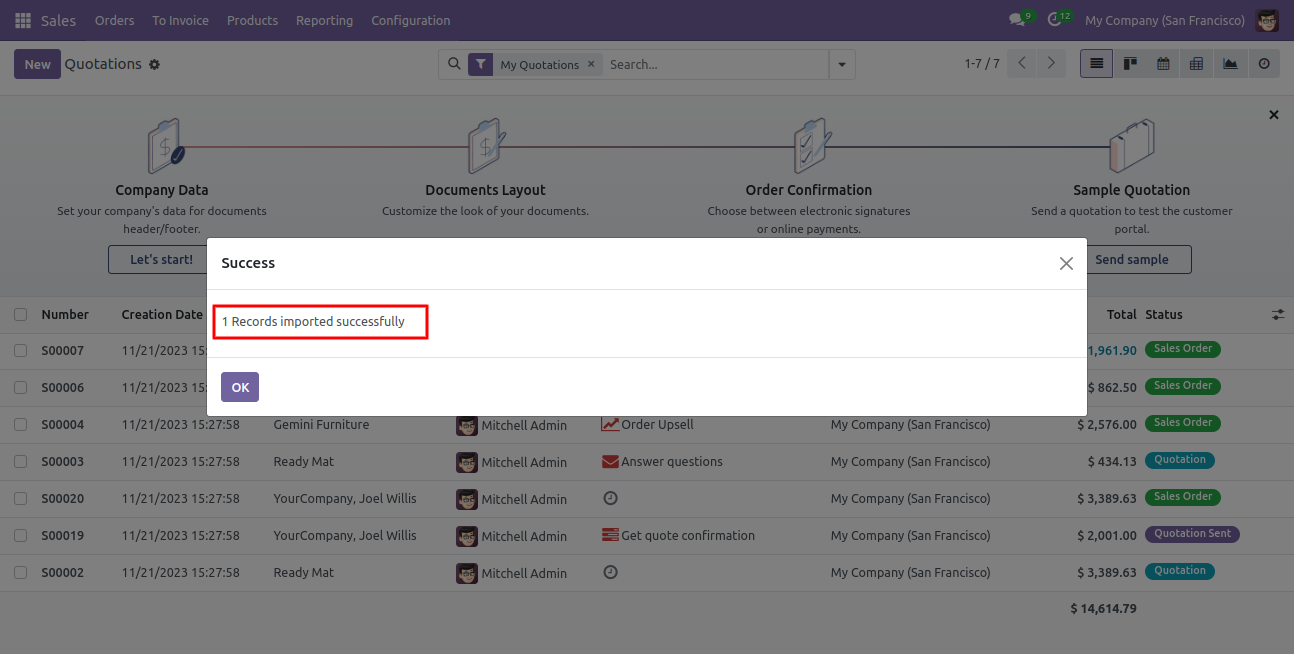 Sales Orders To Invoice Products Reporting Configuration 9 12 My Company (San Francisco)
New Quotations My Quotations × Search... 1-7 / 7
Company Data Documents Layout Order Confirmation Sample Quotation
Set your company's data for documents Customize the look of your documents. Choose between electronic signatures Send a quotation to test the customer
header/footer. or online payments. portal.
Let's start! Send sample
Success
1 Records imported successfully
OK
Number Creation Date Total Status
S00007 11/21/2023 15: 1,961.90 Sales Order
S00006 11/21/2023 15: $ 862.50 Sales Order
S00004 11/21/2023 15:27:58 Gemini Furniture Mitchell Admin Order Upsell My Company (San Francisco) $ 2,576.00 Sales Order
S00003 11/21/2023 15:27:58 Ready Mat Mitchell Admin Answer questions My Company (San Francisco) $ 434.13 Quotation
S00020 11/21/2023 15:27:58 YourCompany, Joel Willis Mitchell Admin My Company (San Francisco) $ 3,389.63 Sales Order
S00019 11/21/2023 15:27:58 YourCompany, Joel Willis Mitchell Admin Get quote confirmation My Company (San Francisco) $ 2,001.00 Quotation Sent
S00002 11/21/2023 15:27:58 Ready Mat Mitchell Admin My Company (San Francisco) $ 3,389.63 Quotation
$ 14,614.79